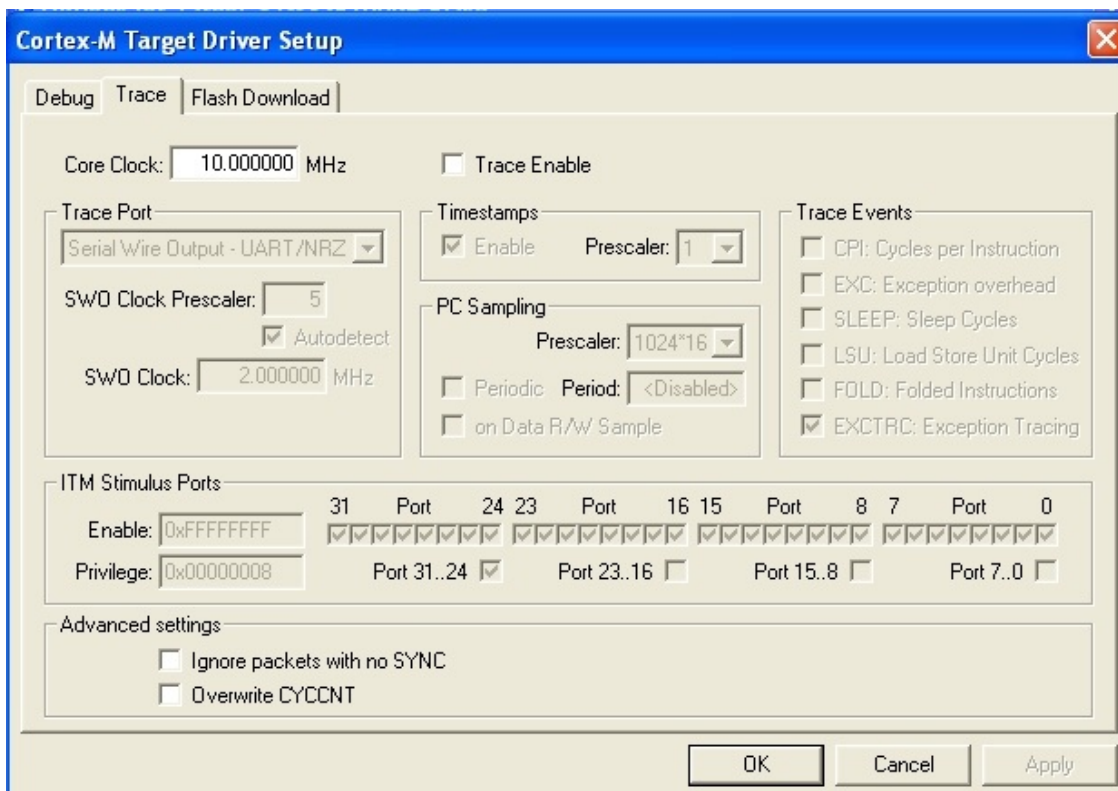 Cortex-M Target Driver Setup
Debug Trace Flash Download
Core Clock: 10.000000 MHz Trace Enable
Trace Port
Serial Wire Output - UART/NRZ
SWO Clock Prescaler: 5
Autodetect
SWO Clock: 2.000000 MHz
Timestamps
Enable Prescaler: 1
PC Sampling
Prescaler: 1024*16
Periodic Period: <Disabled>
on Data R/W Sample
Trace Events
CPI: Cycles per Instruction
EXC: Exception overhead
SLEEP: Sleep Cycles
LSU: Load Store Unit Cycles
FOLD: Folded Instructions
EXCTRC: Exception Tracing
ITM Stimulus Ports
31 Port 24 23 Port 16 15 Port 8 7 Port 0
Enable: 0xFFFFFFFF
Privilege: 0x00000008 Port 31..24 Port 23..16 Port 15..8 Port 7..0
Advanced settings
Ignore packets with no SYNC
Overwrite CYCCNT
OK Cancel Apply